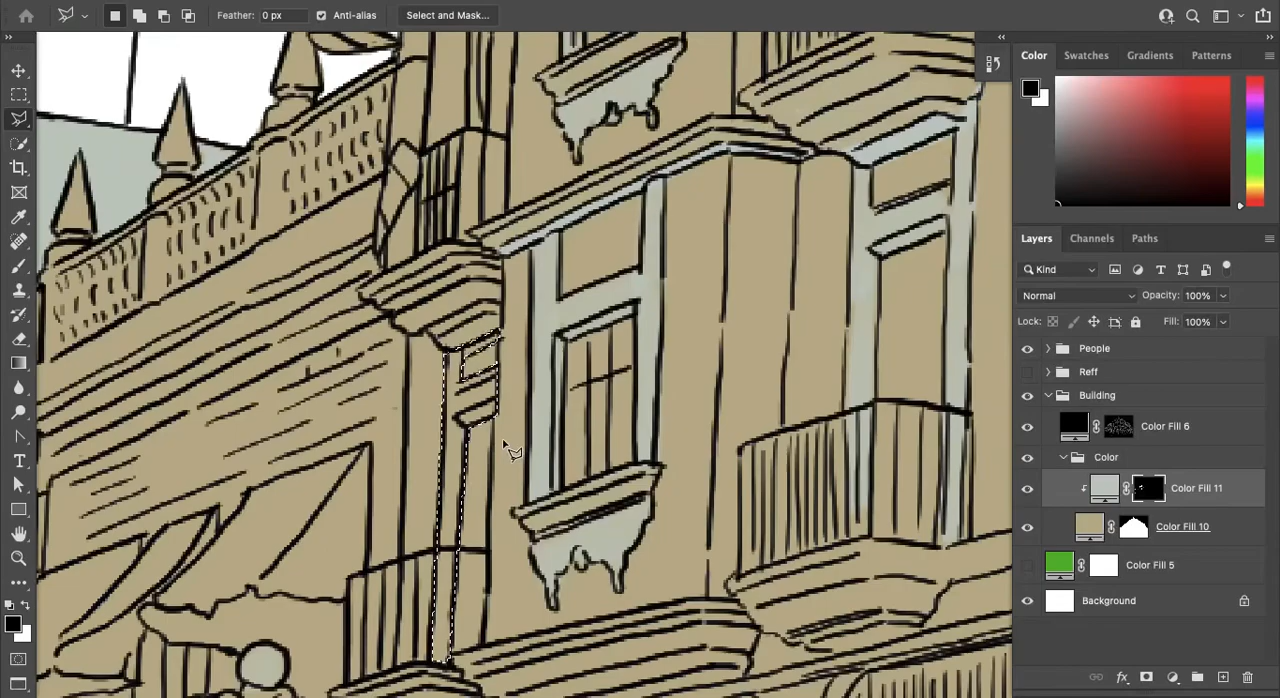 Feather: 0 px Anti-alias Select and Mask...
Color Swatches Gradients Patterns
Layers Channels Paths
Kind
Normal Opacity: 100%
Lock: Fill: 100%
People
Reff
Building
Color Fill 6
Color
Color Fill 11
Color Fill 10
Color Fill 5
Background